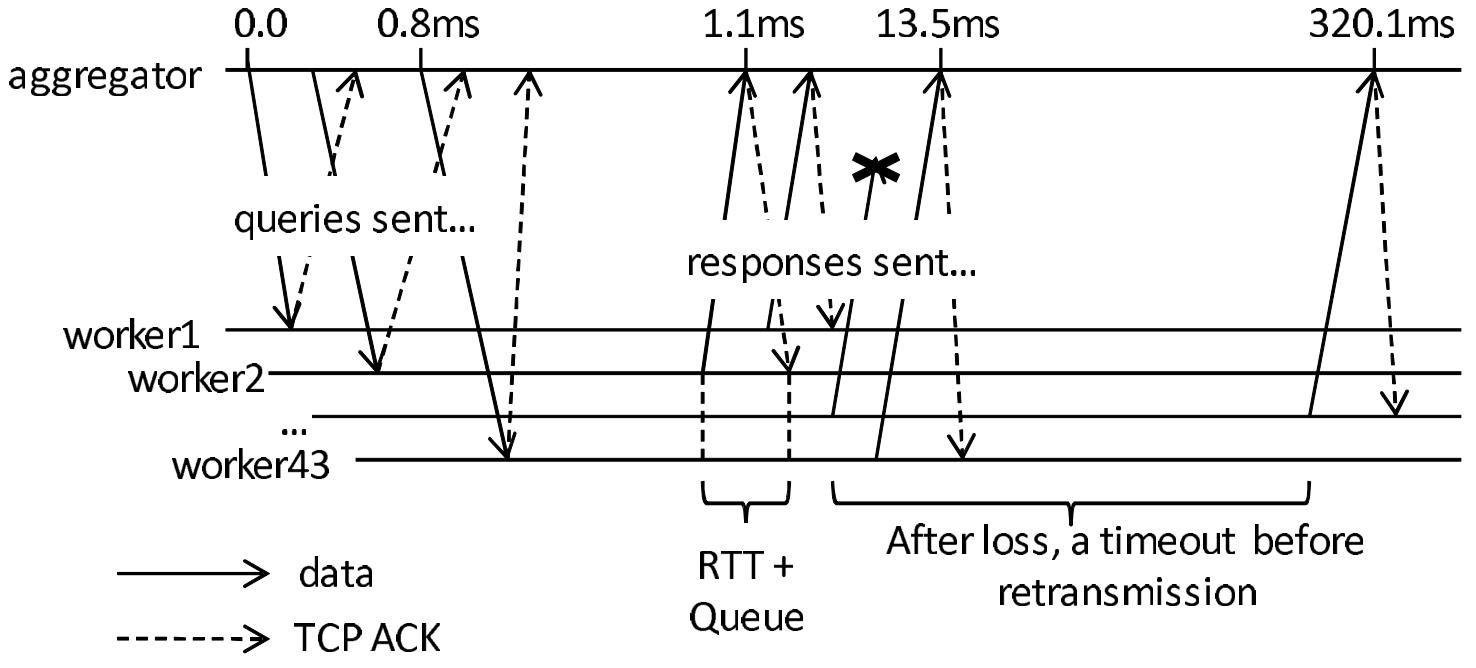 0.0 0.8ms 1.1ms 13.5ms 320.1ms
aggregator
queries sent...
responses sent...
worker1
worker2
...
worker43
RTT +
Queue
After loss, a timeout before
retransmission
data
TCP ACK